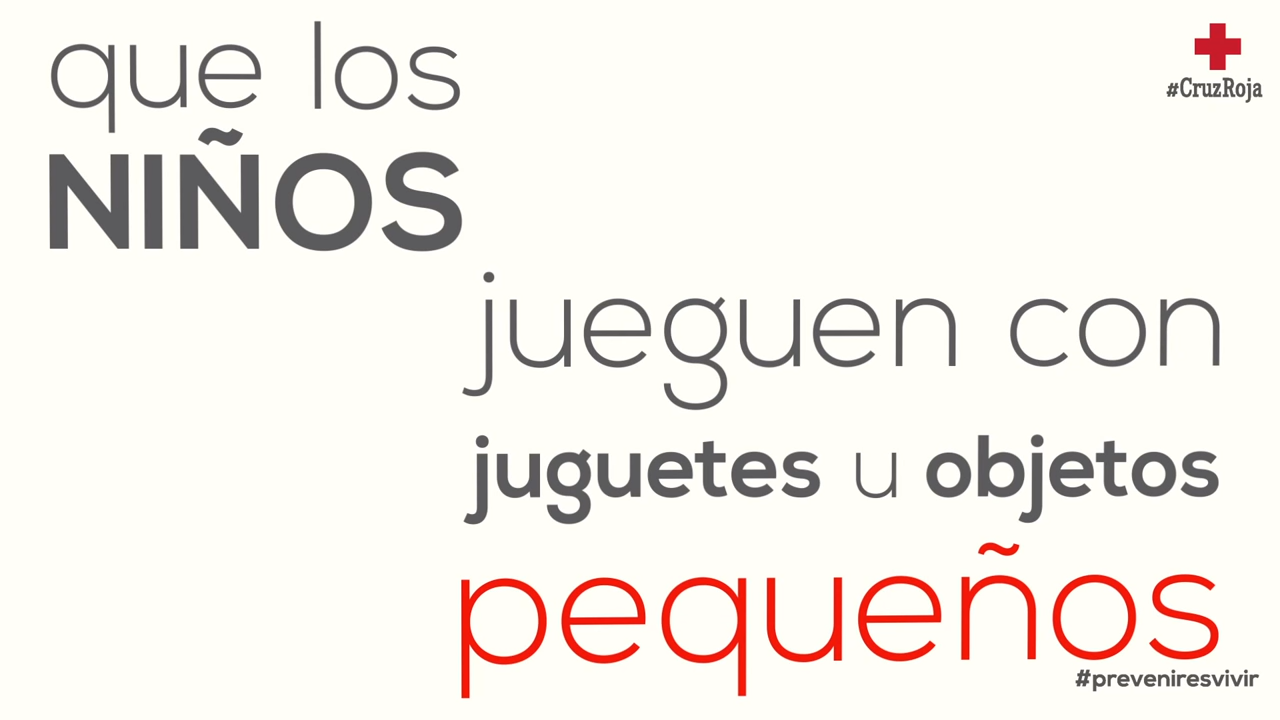 que los
NIÑOS
#CruzRoja
jueguen con
juguetes u objetos
pequeños
#preveniresvivir